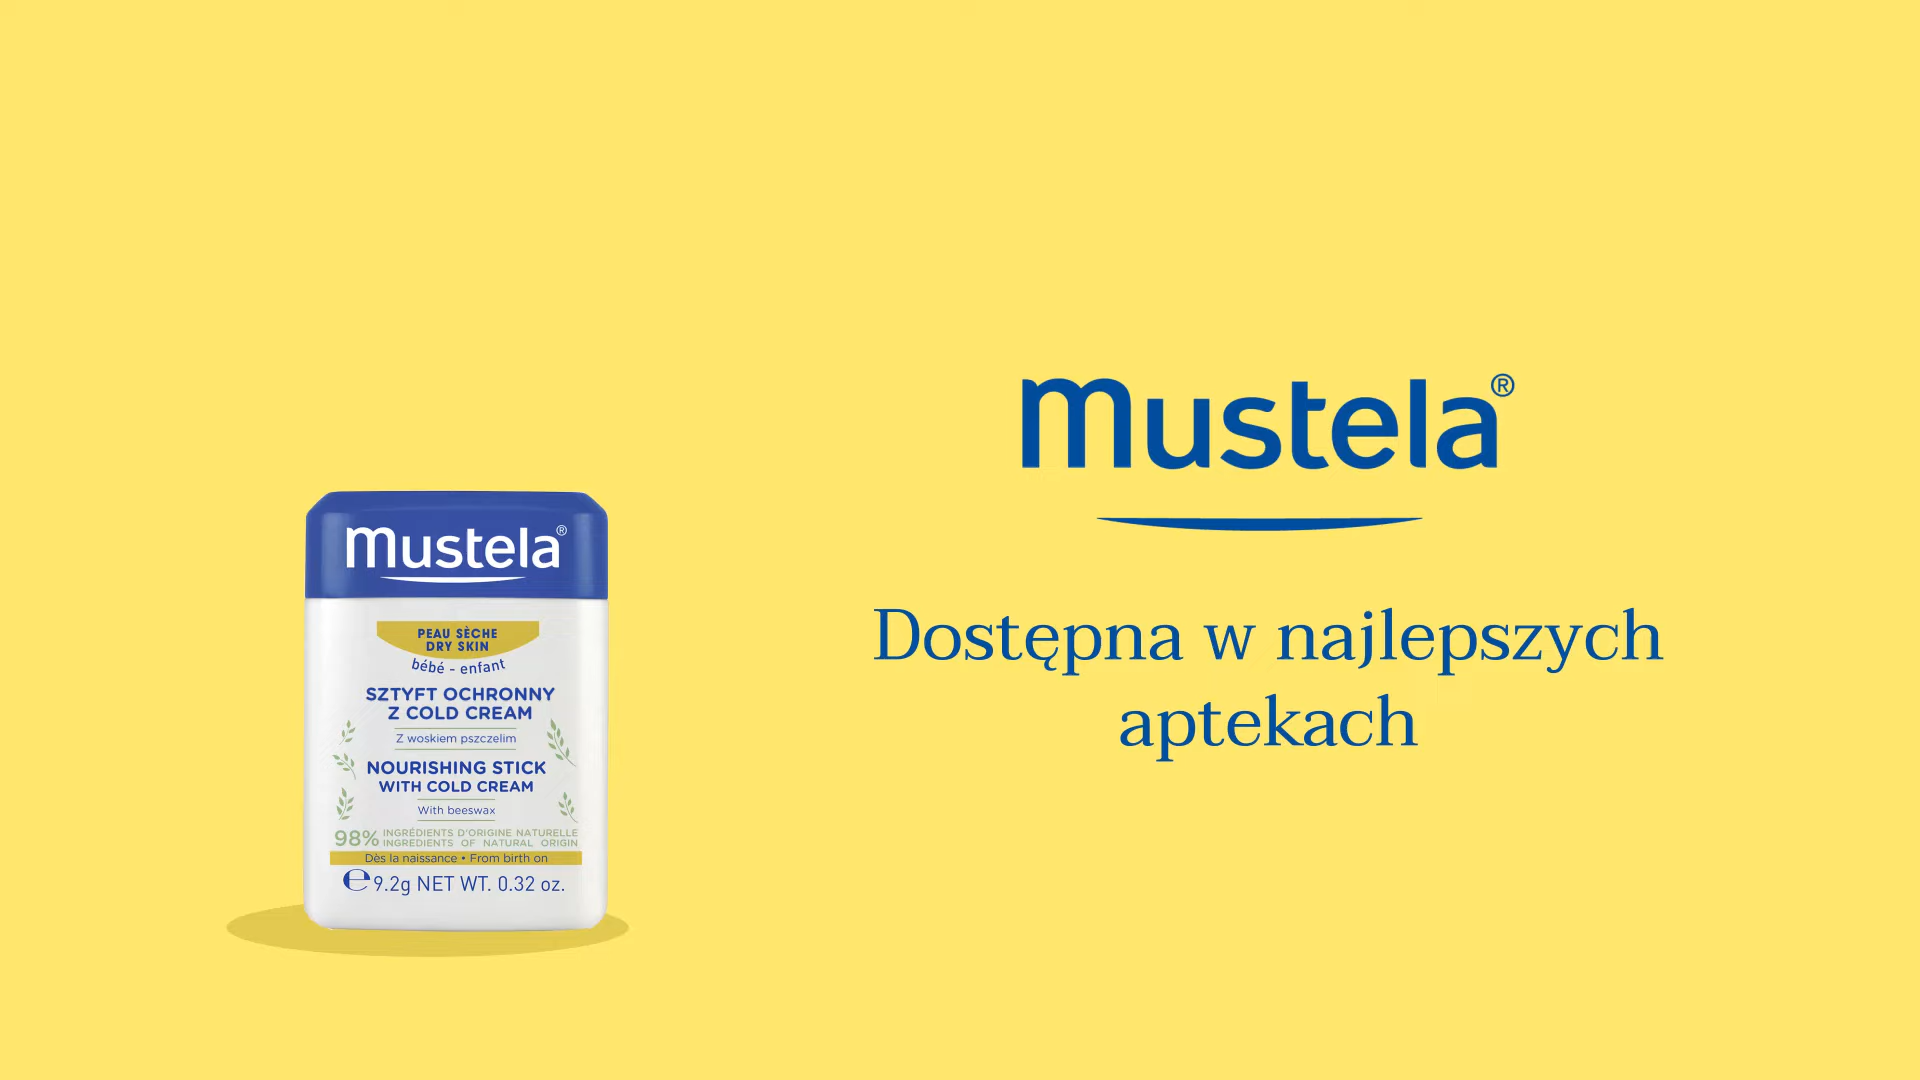 mustela®
PEAU SÈCHE
DRY SKIN
bébé - enfant
SZTYFT OCHRONNY
Z COLD CREAM
Z woskiem pszczelim
NOURISHING STICK
WITH COLD CREAM
With beeswax
98% INGRÉDIENTS D'ORIGINE NATURELLE
INGREDIENTS OF NATURAL ORIGIN
Dès la naissance • From birth on
℮ 9.2g NET WT. 0.32 oz.
mustela®
Dostępna w najlepszych
aptekach